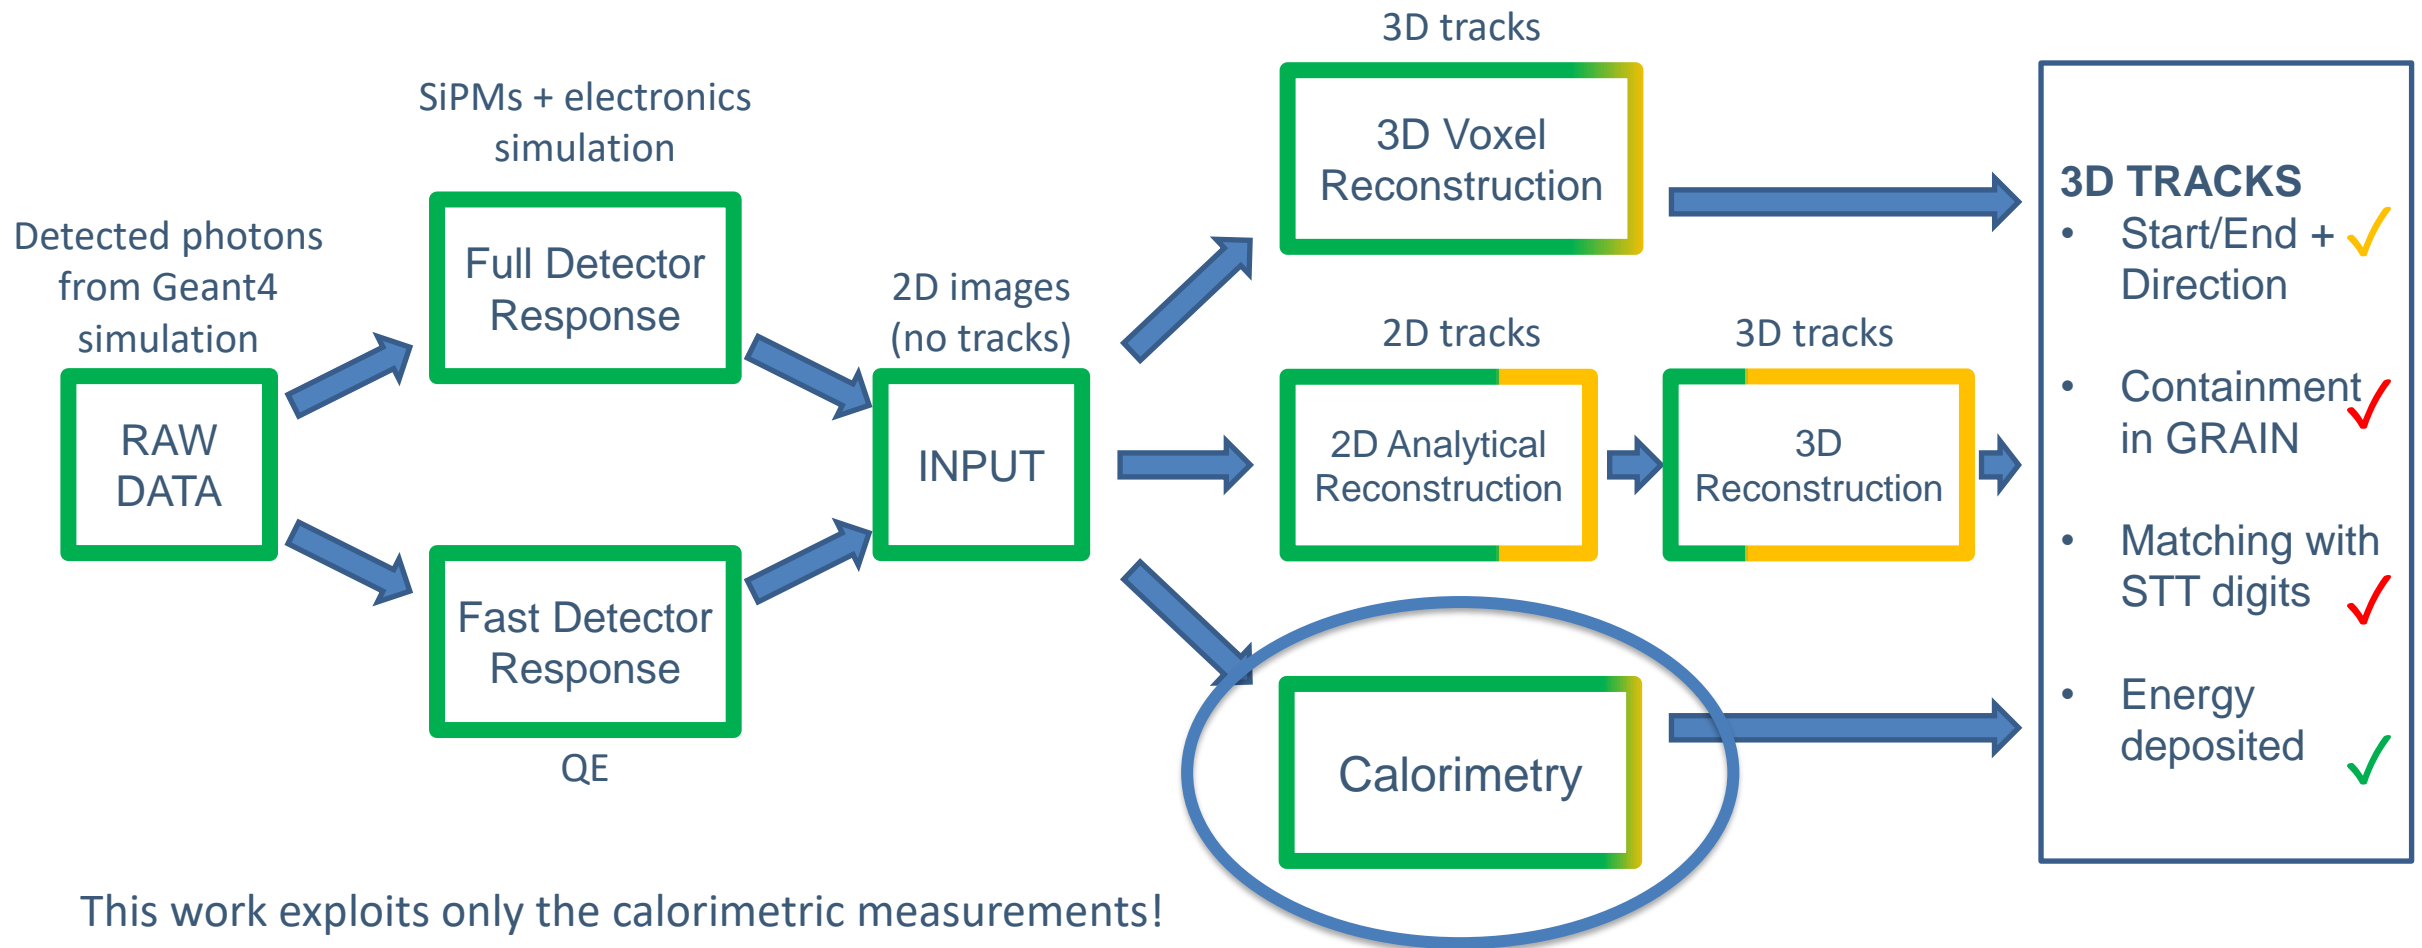 Detected photons
from Geant4
simulation
RAW
DATA
SiPMs + electronics
simulation
Full Detector
Response
Fast Detector
Response
QE
2D images
(no tracks)
INPUT
3D tracks
3D Voxel
Reconstruction
2D tracks
2D Analytical
Reconstruction
3D tracks
3D
Reconstruction
Calorimetry
3D TRACKS
• Start/End +
Direction
• Containment
in GRAIN
• Matching with
STT digits
• Energy
deposited
This work exploits only the calorimetric measurements!